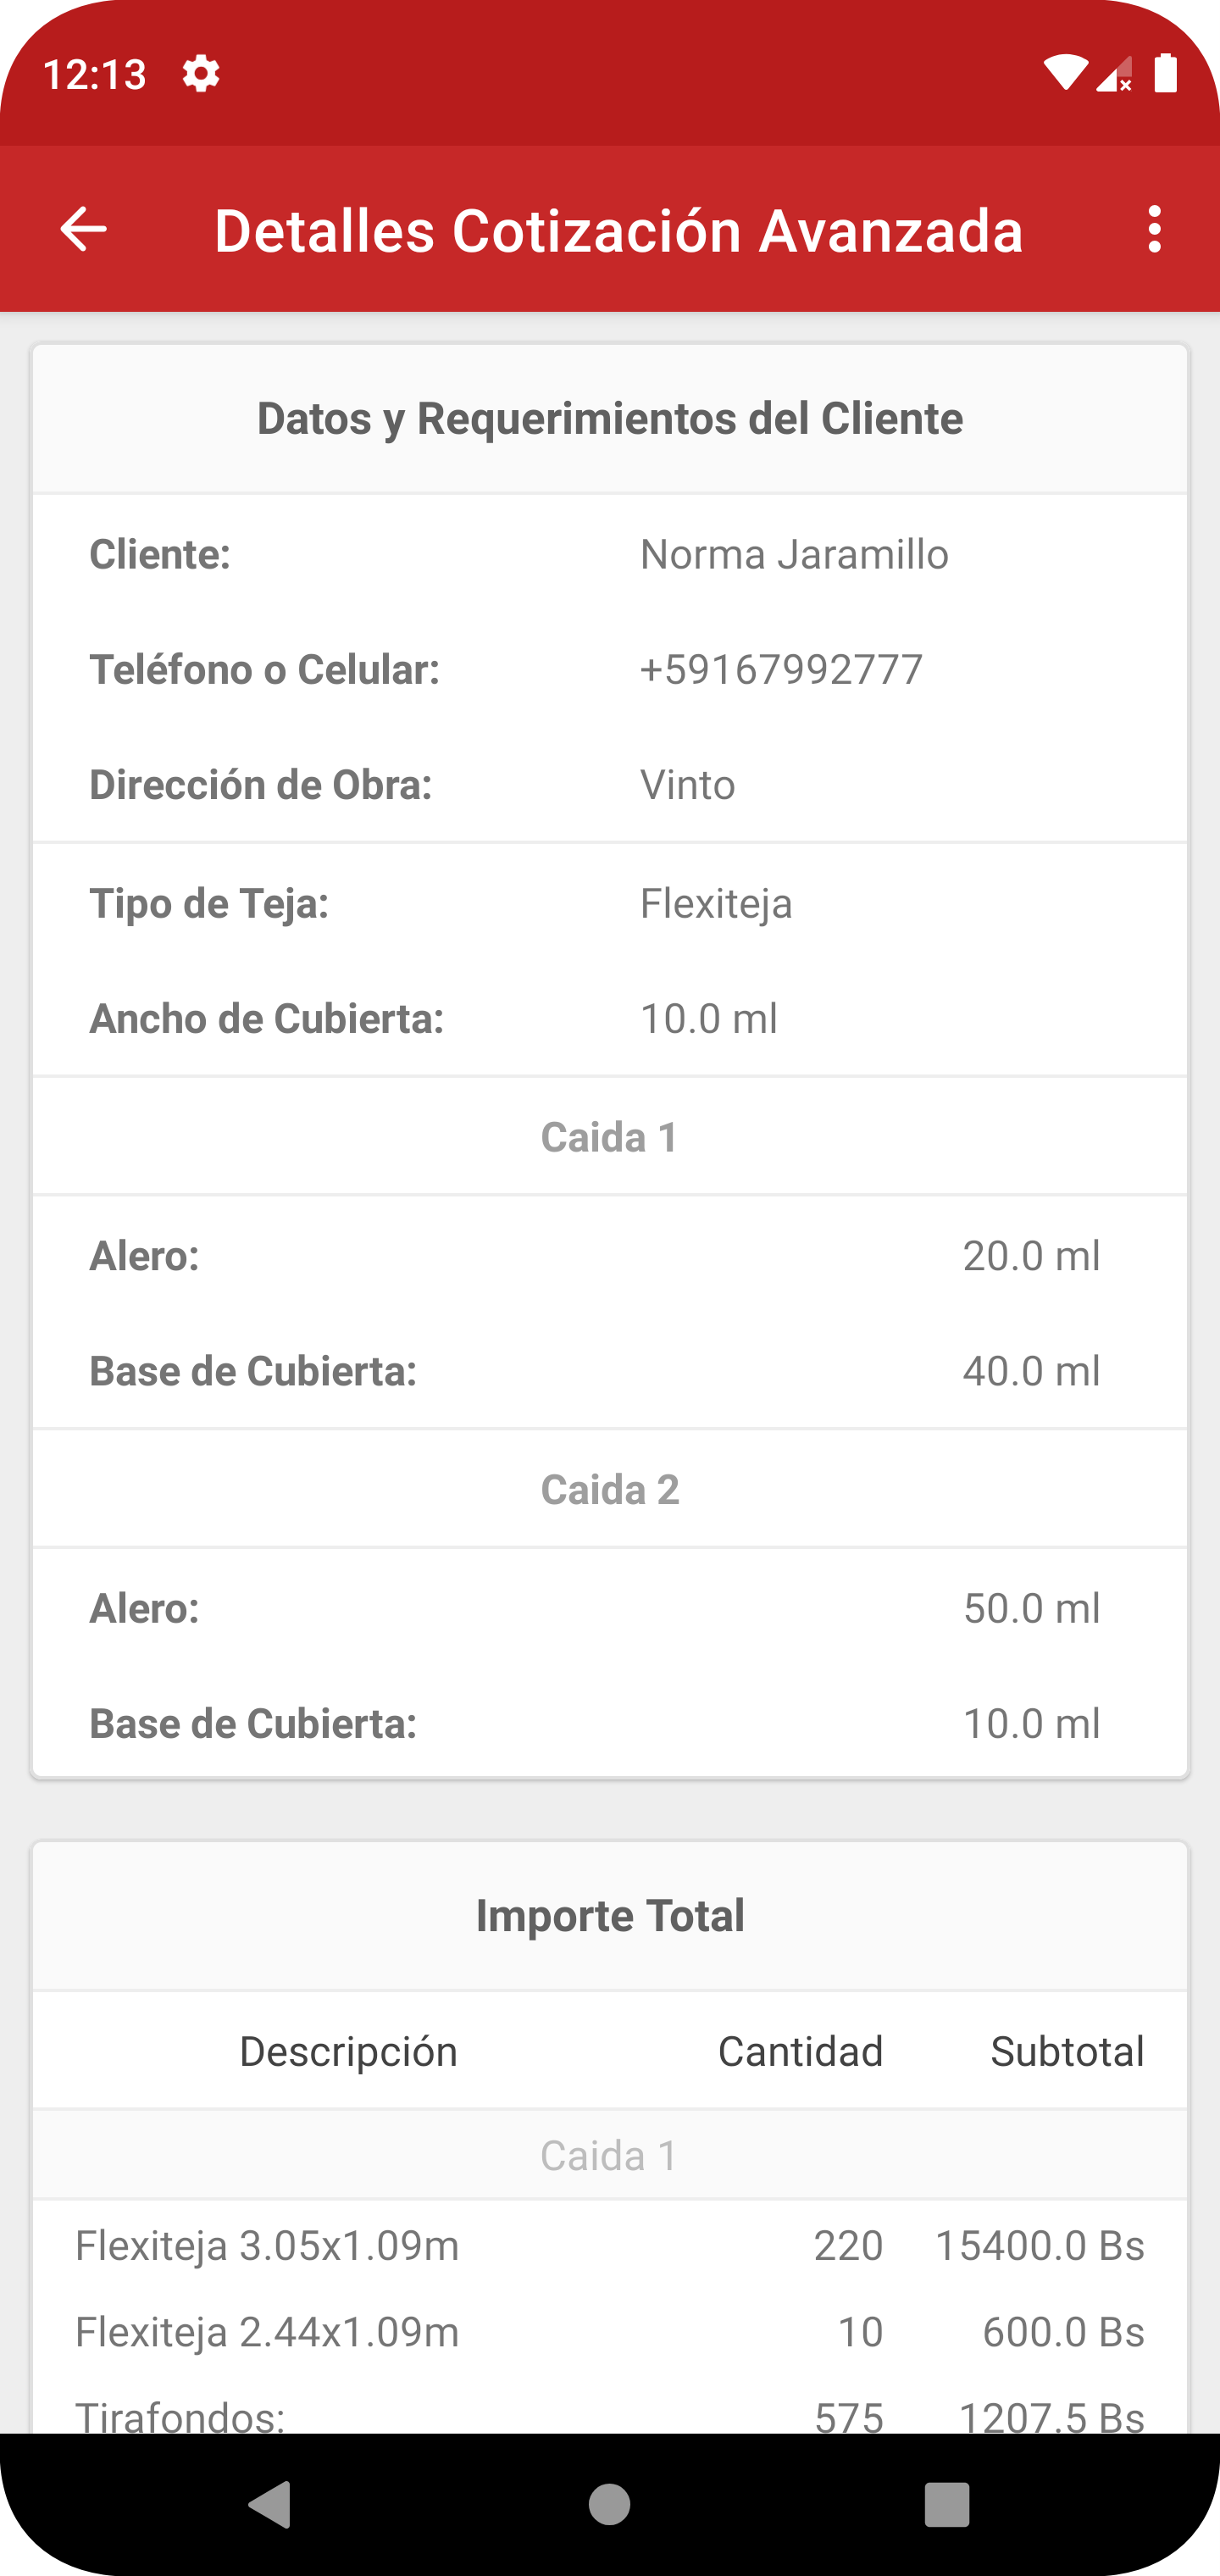 12:13
Detalles Cotización Avanzada
Datos y Requerimientos del Cliente
Cliente: Norma Jaramillo
Teléfono o Celular: +59167992777
Dirección de Obra: Vinto
Tipo de Teja: Flexiteja
Ancho de Cubierta: 10.0 ml
Caida 1
Alero: 20.0 ml
Base de Cubierta: 40.0 ml
Caida 2
Alero: 50.0 ml
Base de Cubierta: 10.0 ml
Importe Total
Descripción Cantidad Subtotal
Caida 1
Flexiteja 3.05x1.09m 220 15400.0 Bs
Flexiteja 2.44x1.09m 10 600.0 Bs
Tirafondos: 575 1207.5 Bs